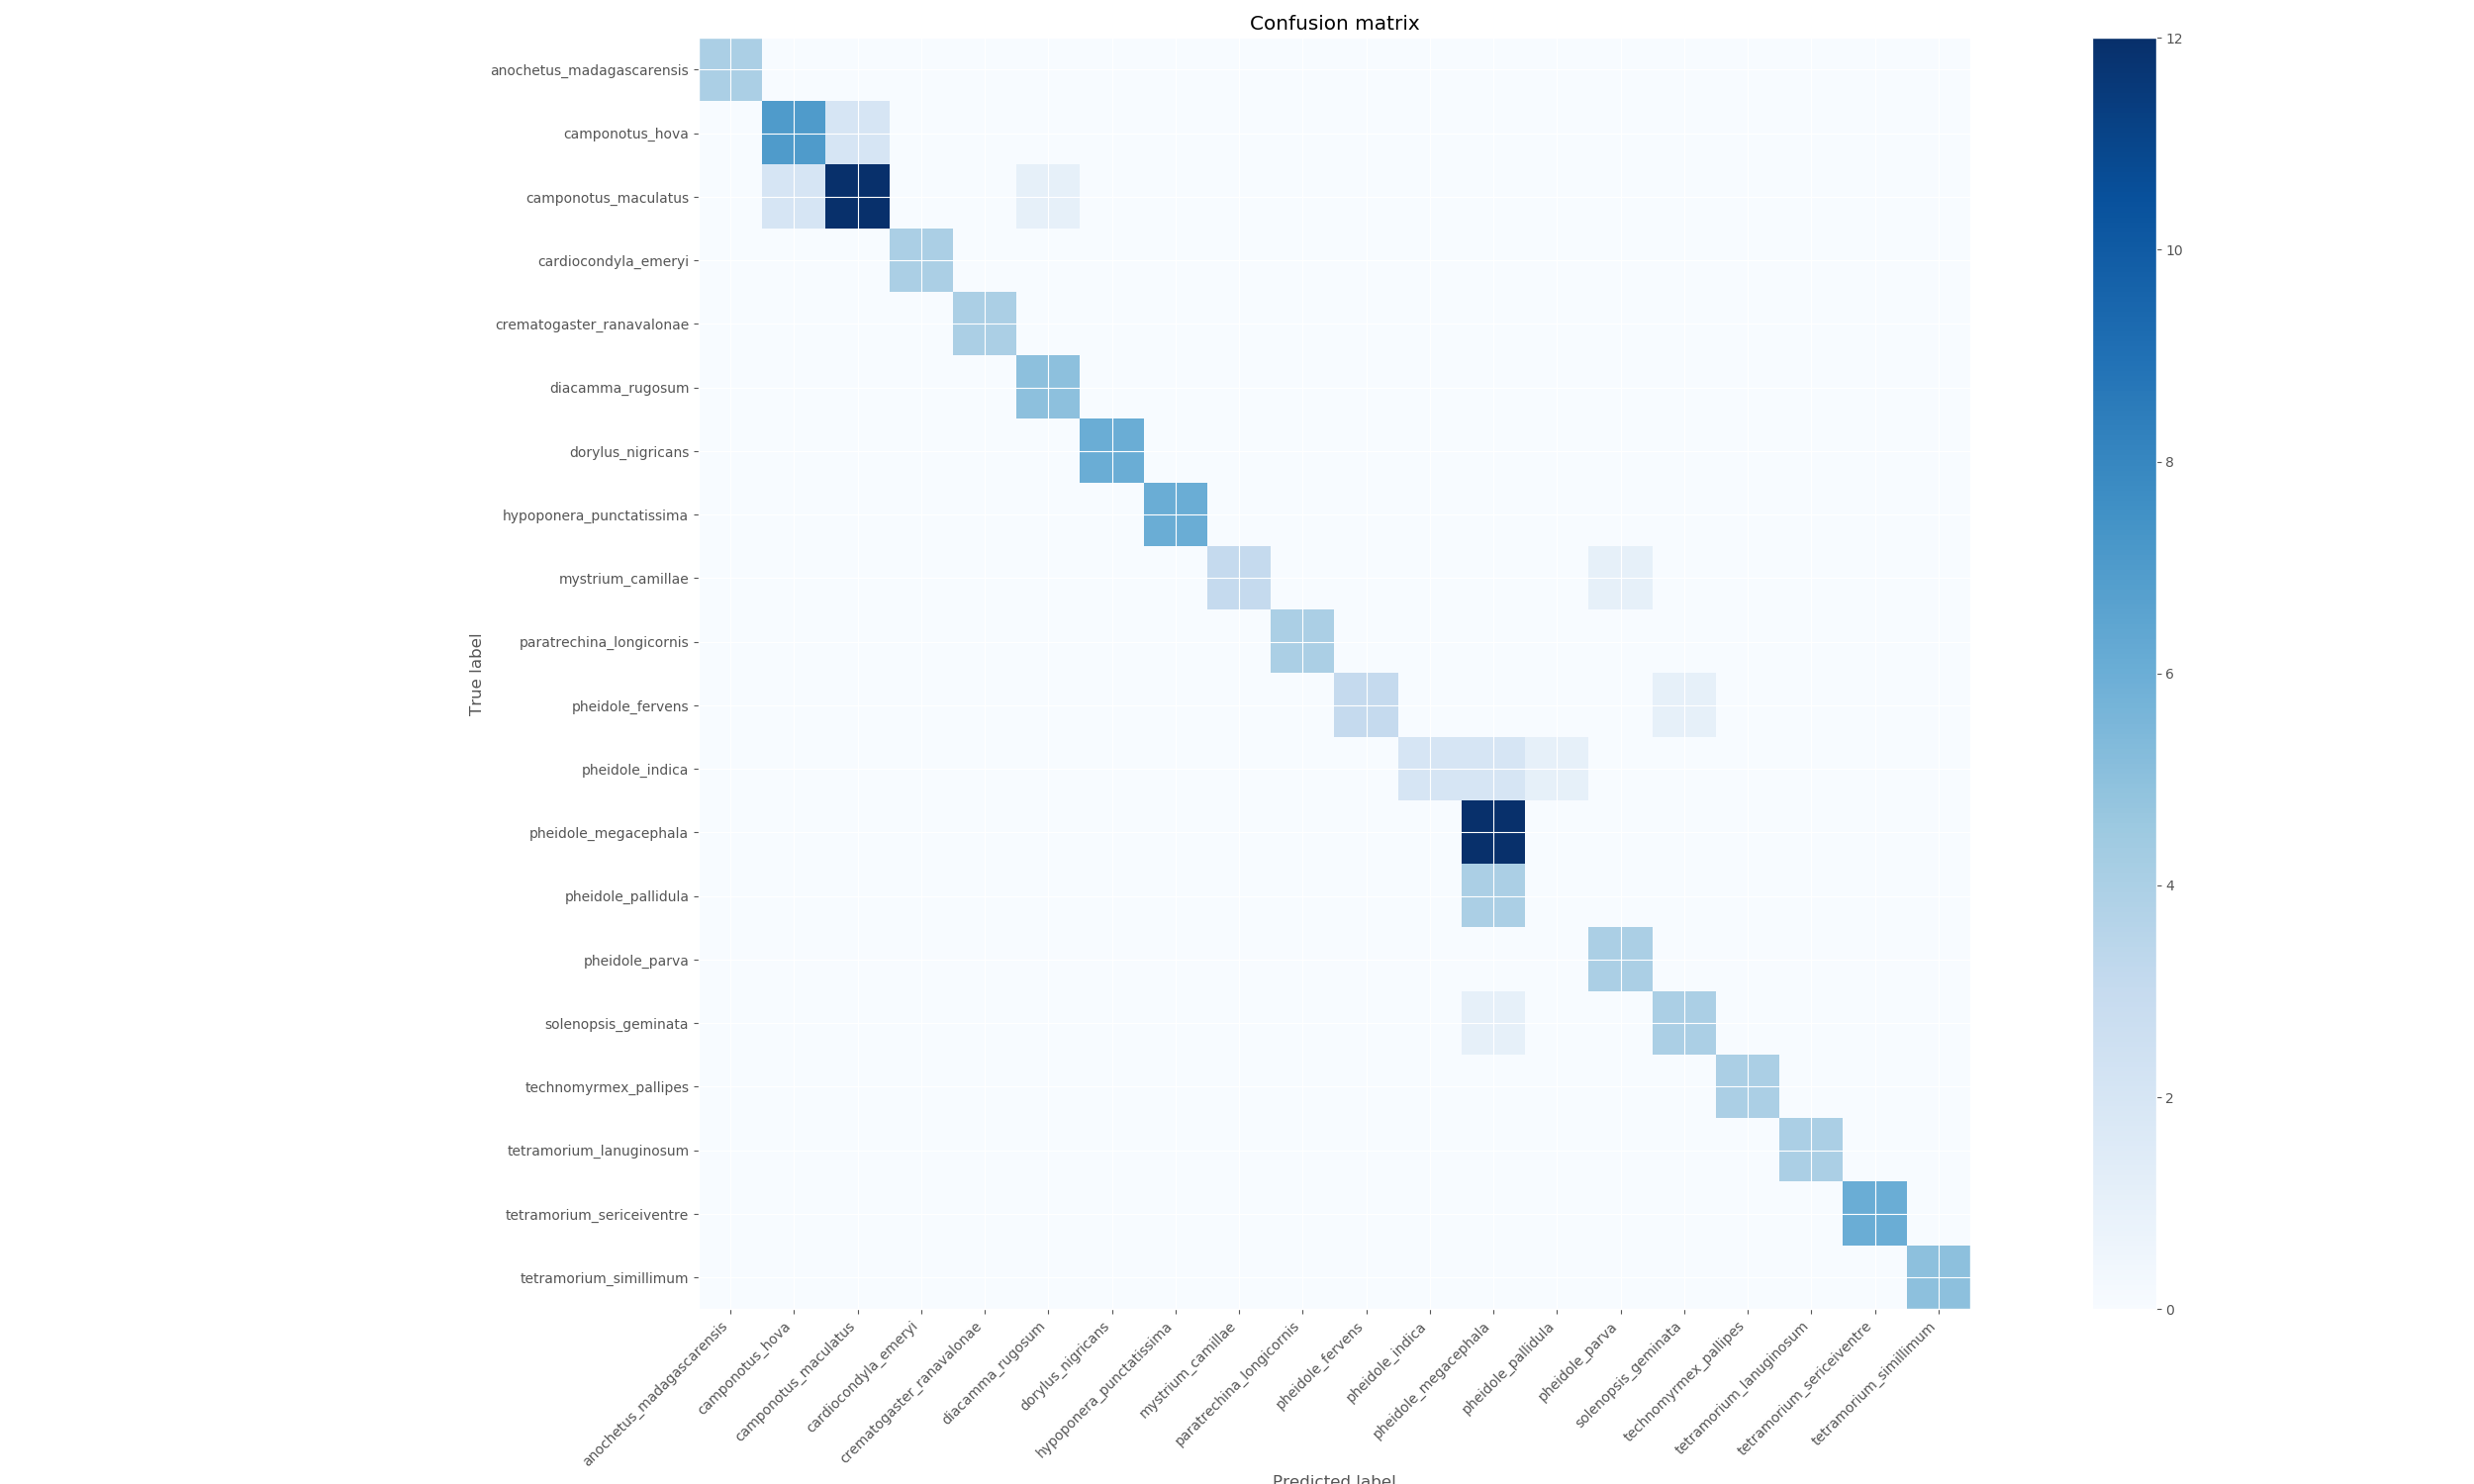 Confusion matrix
anochetus_madagascarensis
camponotus_hova
camponotus_maculatus
cardiocondyla_emeryi
crematogaster_ranavalonae
diacamma_rugosum
dorylus_nigricans
hypoponera_punctatissima
mystrium_camillae
paratrechina_longicornis
pheidole_fervens
pheidole_indica
pheidole_megacephala
pheidole_pallidula
pheidole_parva
solenopsis_geminata
technomyrmex_pallipes
tetramorium_lanuginosum
tetramorium_sericeiventre
tetramorium_simillimum
True label
anochetus_madagascarensis
camponotus_hova
camponotus_maculatus
cardiocondyla_emeryi
crematogaster_ranavalonae
diacamma_rugosum
dorylus_nigricans
hypoponera_punctatissima
mystrium_camillae
paratrechina_longicornis
pheidole_fervens
pheidole_indica
pheidole_megacephala
pheidole_pallidula
pheidole_parva
solenopsis_geminata
technomyrmex_pallipes
tetramorium_lanuginosum
tetramorium_sericeiventre
tetramorium_simillimum
Predicted label
12
10
8
6
4
2
0